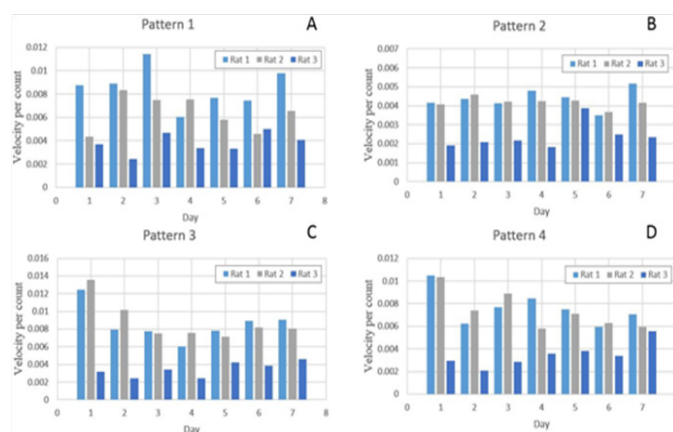 Pattern 1
A
0.012
0.01
0.008
0.006
0.004
0.002
0
Velocity per count
Rat 1 Rat 2 Rat 3
0 1 2 3 4 5 6 7 8
Day
Pattern 2
B
0.007
0.006
0.005
0.004
0.003
0.002
0.001
0
Velocity per count
Rat 1 Rat 2 Rat 3
0 1 2 3 4 5 6 7 8
Day
Pattern 3
C
0.016
0.014
0.012
0.01
0.008
0.006
0.004
0.002
0
Velocity per count
Rat 1 Rat 2 Rat 3
0 1 2 3 4 5 6 7 8
Day
Pattern 4
D
0.012
0.01
0.008
0.006
0.004
0.002
0
Velocity per count
Rat 1 Rat 2 Rat 3
0 1 2 3 4 5 6 7 8
Day